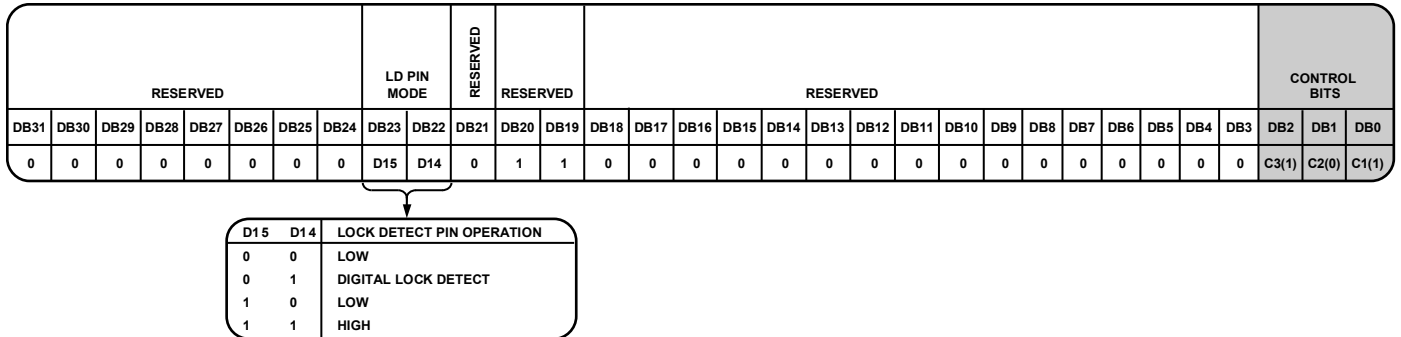 RESERVED LD PIN MODE RESERVED RESERVED RESERVED CONTROL BITS
DB31 DB30 DB29 DB28 DB27 DB26 DB25 DB24 DB23 DB22 DB21 DB20 DB19 DB18 DB17 DB16 DB15 DB14 DB13 DB12 DB11 DB10 DB9 DB8 DB7 DB6 DB5 DB4 DB3 DB2 DB1 DB0
0 0 0 0 0 0 0 0 D15 D14 0 1 1 0 0 0 0 0 0 0 0 0 0 0 0 0 0 0 0 C3(1) C2(0) C1(1)
D15 D14 LOCK DETECT PIN OPERATION
0 0 LOW
0 1 DIGITAL LOCK DETECT
1 0 LOW
1 1 HIGH